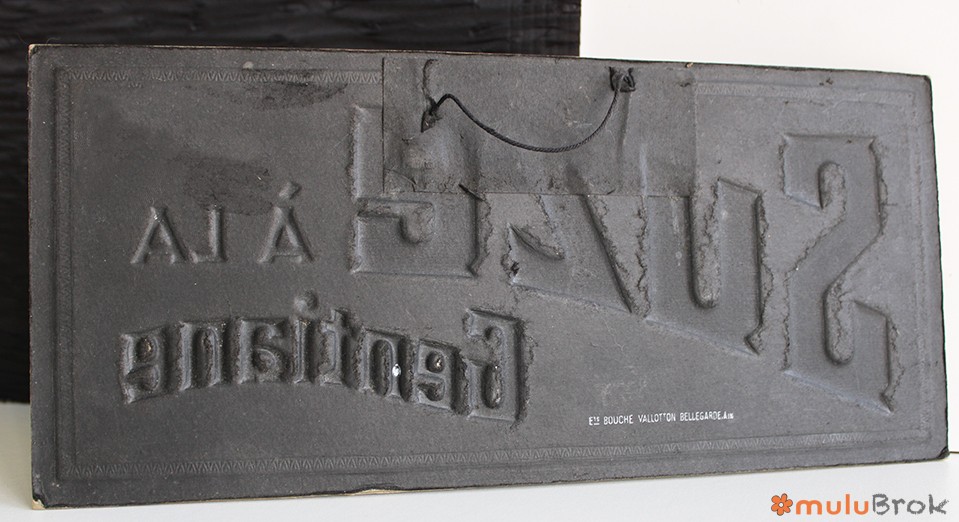 SUZE
À LA
Gentiane
Ets BOUCHE VALLOTTON BELLEGARDE.Ain
muluBrok